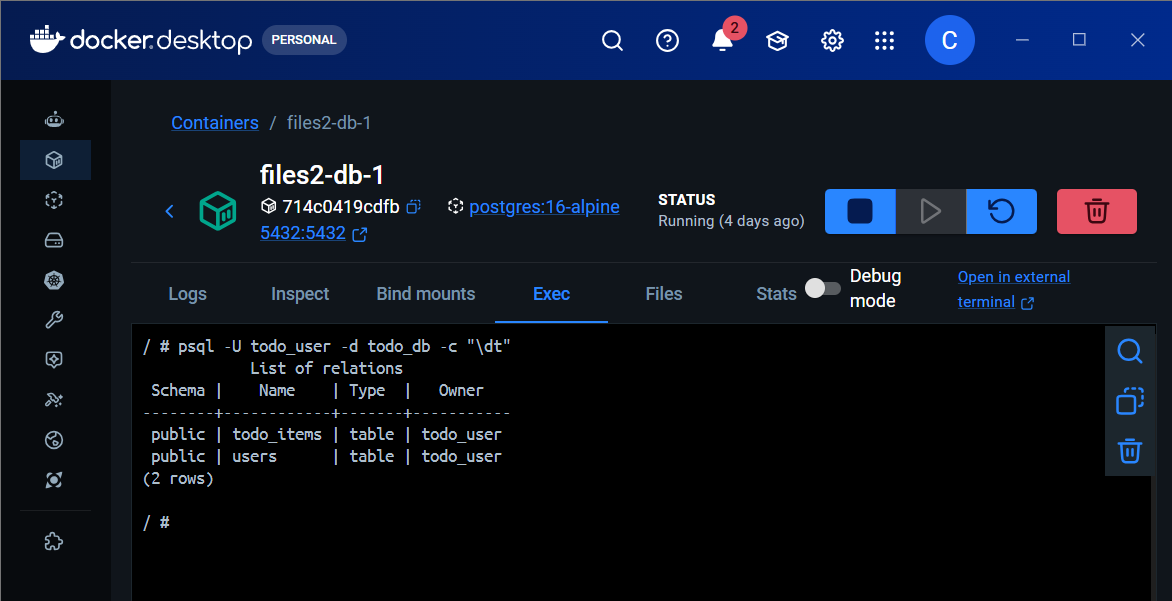 docker.desktop PERSONAL 2 C
Containers / files2-db-1
files2-db-1
714c0419cdfb postgres:16-alpine
5432:5432
STATUS
Running (4 days ago)
Logs Inspect Bind mounts Exec Files Stats
Debug
mode
Open in external
terminal
/ # psql -U todo_user -d todo_db -c "\dt"
List of relations
Schema | Name | Type | Owner
--------+------------+-------+-----------
public | todo_items | table | todo_user
public | users | table | todo_user
(2 rows)
/ #